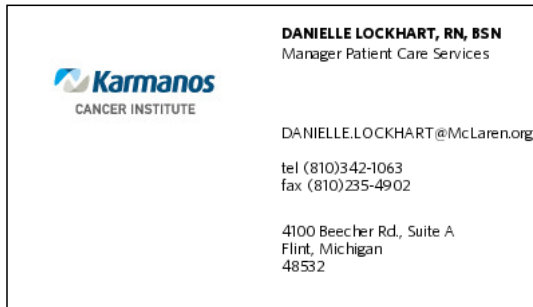 Karmanos
CANCER INSTITUTE
DANIELLE LOCKHART, RN, BSN
Manager Patient Care Services
DANIELLE.LOCKHART@McLaren.org
tel (810)342-1063
fax (810)235-4902
4100 Beecher Rd., Suite A
Flint, Michigan
48532